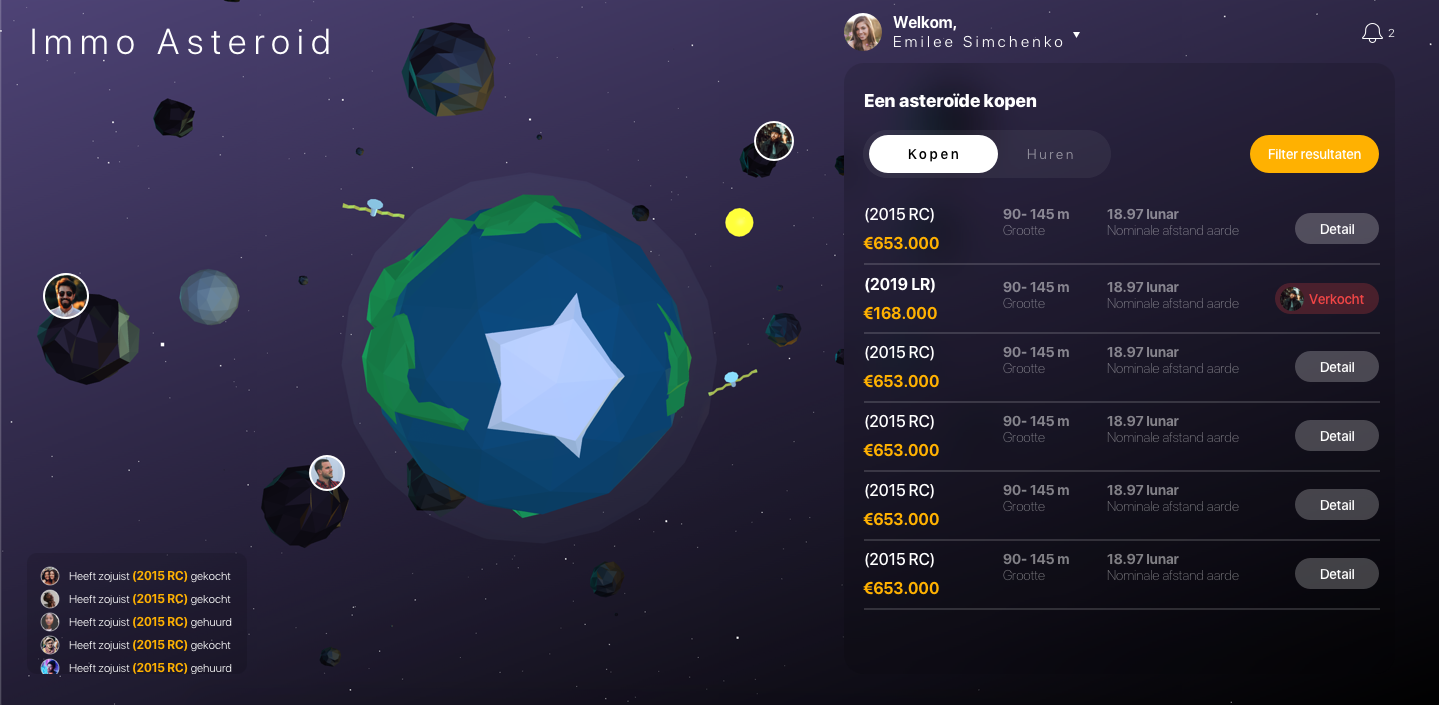 Immo Asteroid
Welkom,
Emilee Simchenko
2
Een asteroïde kopen
Kopen
Huren
Filter resultaten
(2015 RC)
90- 145 m
18.97 lunar
€653.000
Grootte
Nominale afstand aarde
Detail
(2019 LR)
90- 145 m
18.97 lunar
€168.000
Grootte
Nominale afstand aarde
Verkocht
(2015 RC)
90- 145 m
18.97 lunar
€653.000
Grootte
Nominale afstand aarde
Detail
(2015 RC)
90- 145 m
18.97 lunar
€653.000
Grootte
Nominale afstand aarde
Detail
(2015 RC)
90- 145 m
18.97 lunar
€653.000
Grootte
Nominale afstand aarde
Detail
(2015 RC)
90- 145 m
18.97 lunar
€653.000
Grootte
Nominale afstand aarde
Detail
Heeft zojuist (2015 RC) gekocht
Heeft zojuist (2015 RC) gekocht
Heeft zojuist (2015 RC) gehuurd
Heeft zojuist (2015 RC) gekocht
Heeft zojuist (2015 RC) gehuurd